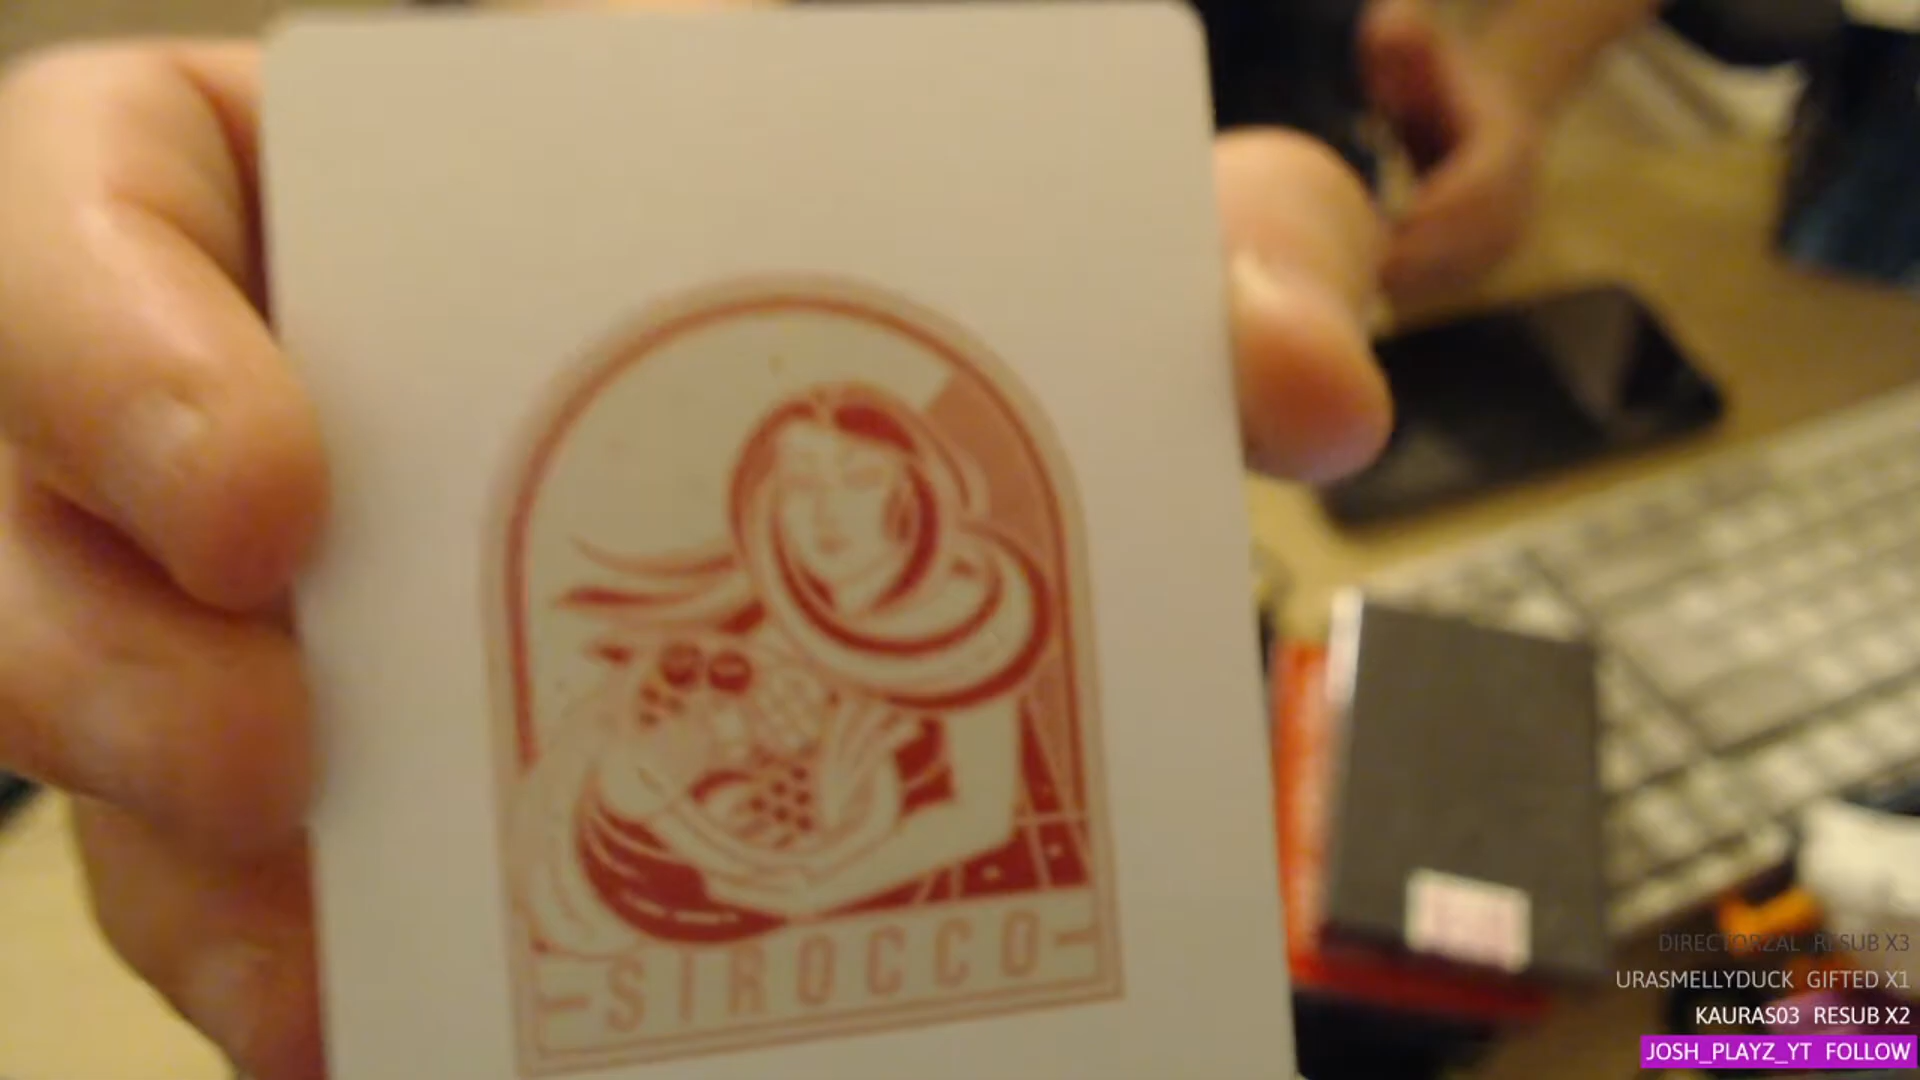 SIROCCO
DIRECTORZAL RESUB X3
URASMELLYDUCK GIFTED X1
KAURAS03 RESUB X2
JOSH_PLAYZ_YT FOLLOW